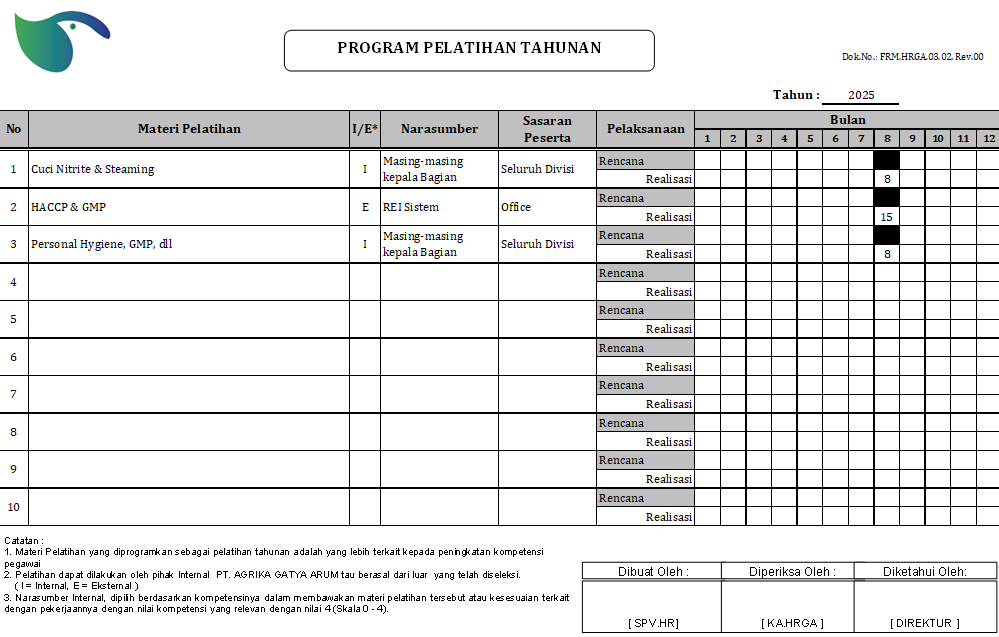 PROGRAM PELATIHAN TAHUNAN
Dok.No.: FRM.HRGA.03.02, Rev.00
Tahun : 2025
No Materi Pelatihan I/E* Narasumber Sasaran Peserta Pelaksanaan Bulan
1 2 3 4 5 6 7 8 9 10 11 12
1 Cuci Nitrite & Steaming I Masing-masing kepala Bagian Seluruh Divisi Rencana
Realisasi 8
2 HACCP & GMP E REI Sistem Office Rencana
Realisasi 15
3 Personal Hygiene, GMP, dll I Masing-masing kepala Bagian Seluruh Divisi Rencana
Realisasi 8
4 Rencana
Realisasi
5 Rencana
Realisasi
6 Rencana
Realisasi
7 Rencana
Realisasi
8 Rencana
Realisasi
9 Rencana
Realisasi
10 Rencana
Realisasi
Catatan :
1. Materi Pelatihan yang diprogramkan sebagai pelatihan tahunan adalah yang lebih terkait kepada peningkatan kompetensi
pegawai
2. Pelatihan dapat dilakukan oleh pihak Internal PT. AGRIKA GATYA ARUM tau berasal dari luar yang telah diseleksi.
( I = Internal, E = Eksternal )
3. Narasumber Internal, dipilih berdasarkan kompetensinya dalam membawakan materi pelatihan tersebut atau kesesuaian terkait
dengan pekerjaannya dengan nilai kompetensi yang relevan dengan nilai 4 (Skala 0 - 4).
Dibuat Oleh : Diperiksa Oleh : Diketahui Oleh:
[ SPV.HR] [ KA.HRGA ] [ DIREKTUR ]